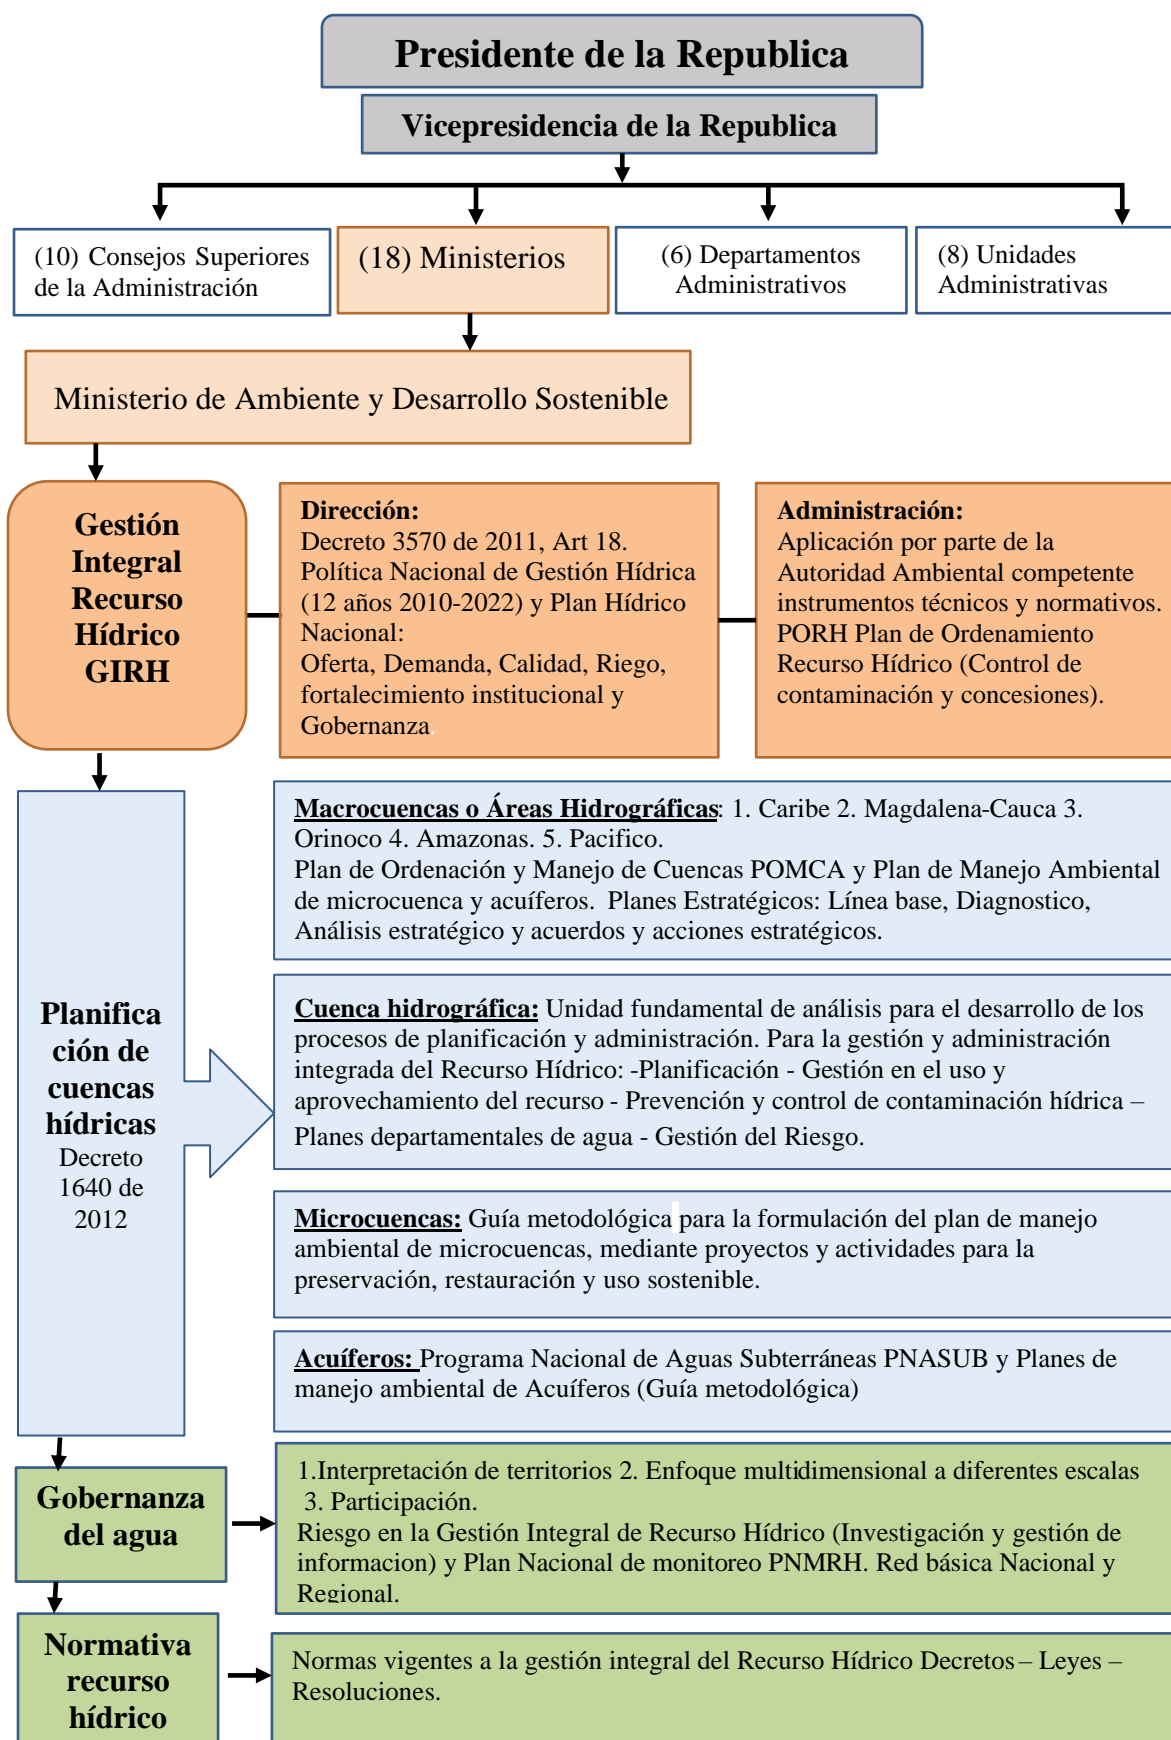 Presidente de la Republica
Vicepresidencia de la Republica
(10) Consejos Superiores
de la Administración
(18) Ministerios
(6) Departamentos
Administrativos
(8) Unidades
Administrativas
Ministerio de Ambiente y Desarrollo Sostenible
Gestión
Integral
Recurso
Hídrico
GIRH
Dirección:
Decreto 3570 de 2011, Art 18.
Política Nacional de Gestión Hídrica
(12 años 2010-2022) y Plan Hídrico
Nacional:
Oferta, Demanda, Calidad, Riego,
fortalecimiento institucional y
Gobernanza
Administración:
Aplicación por parte de la
Autoridad Ambiental competente
instrumentos técnicos y normativos.
PORH Plan de Ordenamiento
Recurso Hídrico (Control de
contaminación y concesiones).
Planifica
ción de
cuencas
hídricas
Decreto
1640 de
2012
Macrocuencas o Áreas Hidrográficas: 1. Caribe 2. Magdalena-Cauca 3.
Orinoco 4. Amazonas. 5. Pacifico.
Plan de Ordenación y Manejo de Cuencas POMCA y Plan de Manejo Ambiental
de microcuenca y acuíferos. Planes Estratégicos: Línea base, Diagnostico,
Análisis estratégico y acuerdos y acciones estratégicos.
Cuenca hidrográfica: Unidad fundamental de análisis para el desarrollo de los
procesos de planificación y administración. Para la gestión y administración
integrada del Recurso Hídrico: -Planificación - Gestión en el uso y
aprovechamiento del recurso - Prevención y control de contaminación hídrica –
Planes departamentales de agua - Gestión del Riesgo.
Microcuencas: Guía metodológica para la formulación del plan de manejo
ambiental de microcuencas, mediante proyectos y actividades para la
preservación, restauración y uso sostenible.
Acuíferos: Programa Nacional de Aguas Subterráneas PNASUB y Planes de
manejo ambiental de Acuíferos (Guía metodológica)
Gobernanza
del agua
1.Interpretación de territorios 2. Enfoque multidimensional a diferentes escalas
3. Participación.
Riesgo en la Gestión Integral de Recurso Hídrico (Investigación y gestión de
informacion) y Plan Nacional de monitoreo PNMRH. Red básica Nacional y
Regional.
Normativa
recurso
hídrico
Normas vigentes a la gestión integral del Recurso Hídrico Decretos – Leyes –
Resoluciones.